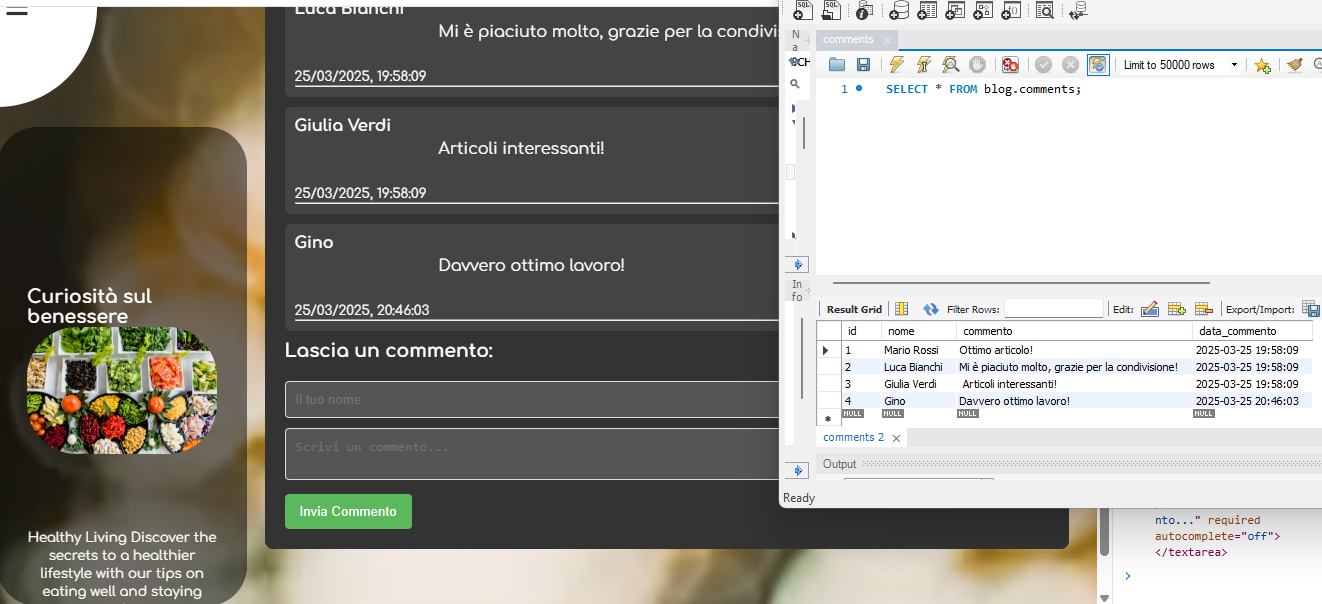 Luca Bianchi
Mi è piaciuto molto, grazie per la condivisi
25/03/2025, 19:58:09
Giulia Verdi
Articoli interessanti!
25/03/2025, 19:58:09
Gino
Davvero ottimo lavoro!
25/03/2025, 20:46:03
Lascia un commento:
Il tuo nome
Scrivi un commento...
Invia Commento
Curiosità sul
benessere
Healthy Living Discover the
secrets to a healthier
lifestyle with our tips on
eating well and staying
SQL
SQL
N
a
CH
In
fo
comments
Limit to 50000 rows
1
SELECT * FROM blog.comments;
Result Grid
Filter Rows:
Edit:
Export/Import:
id nome commento data_commento
1 Mario Rossi Ottimo articolo! 2025-03-25 19:58:09
2 Luca Bianchi Mi è piaciuto molto, grazie per la condivisione! 2025-03-25 19:58:09
3 Giulia Verdi Articoli interessanti! 2025-03-25 19:58:09
4 Gino Davvero ottimo lavoro! 2025-03-25 20:46:03
NULL NULL NULL NULL
comments 2
Output
Ready
nto..." required
autocomplete="off">
</textarea>